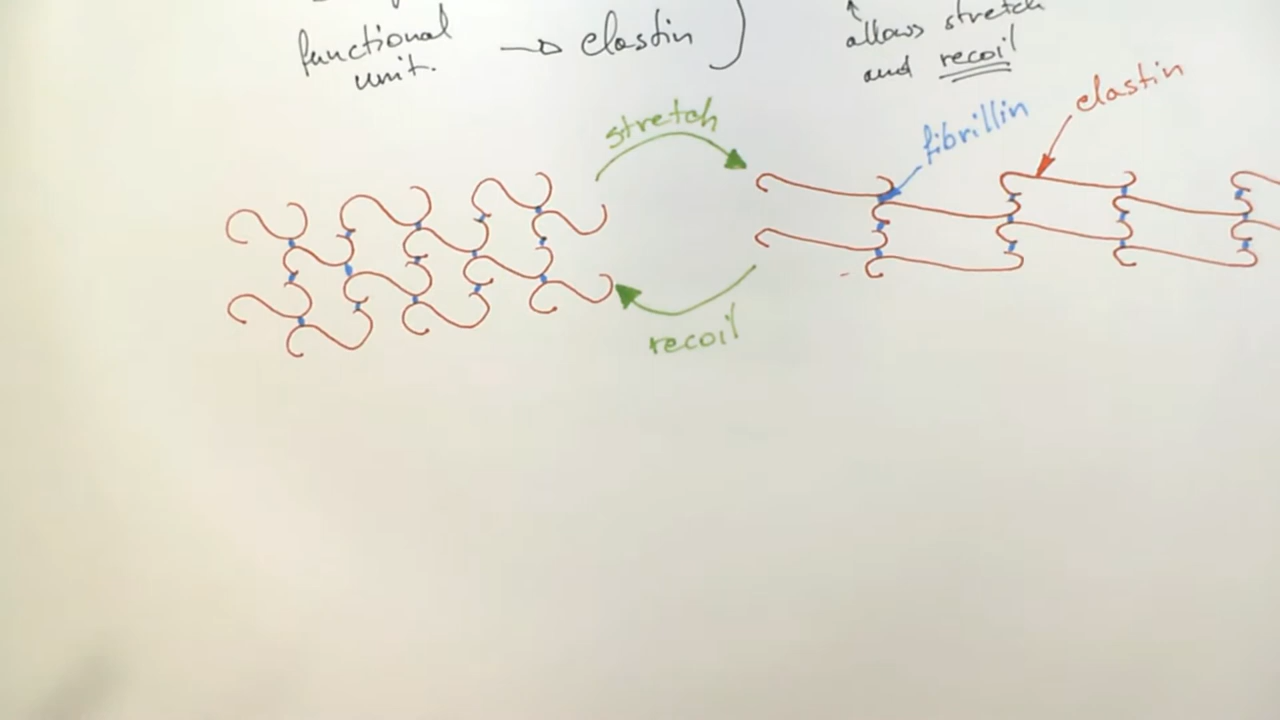 functional → elastin
unit.
allows stretch
and recoil
stretch
fibrillin
elastin
recoil